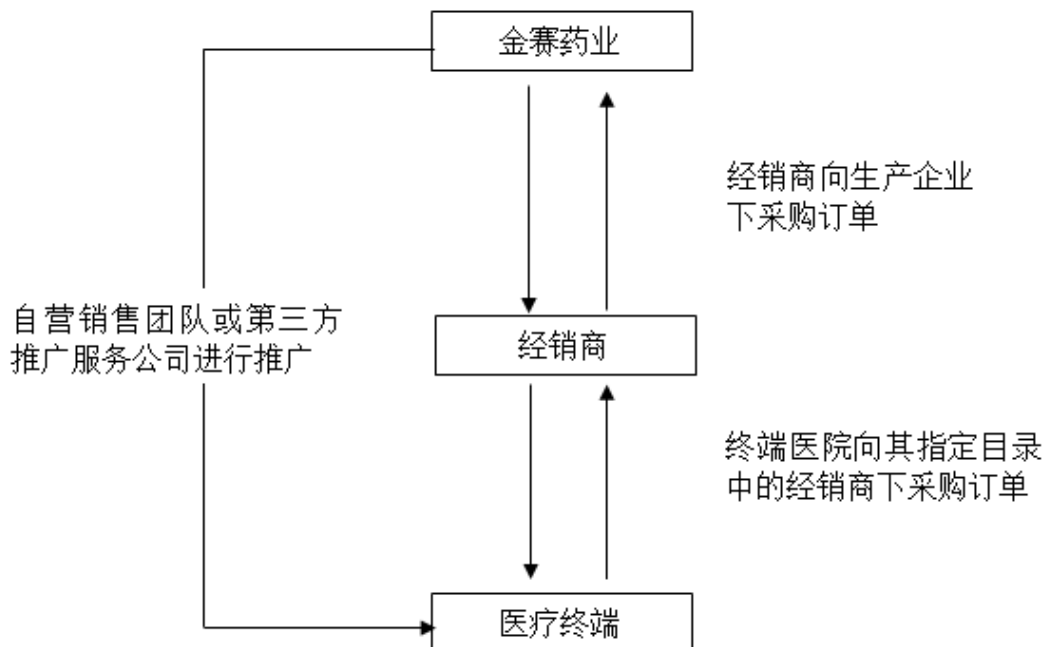 金赛药业
经销商向生产企业
下采购订单
自营销售团队或第三方
推广服务公司进行推广
经销商
终端医院向其指定目录
中的经销商下采购订单
医疗终端